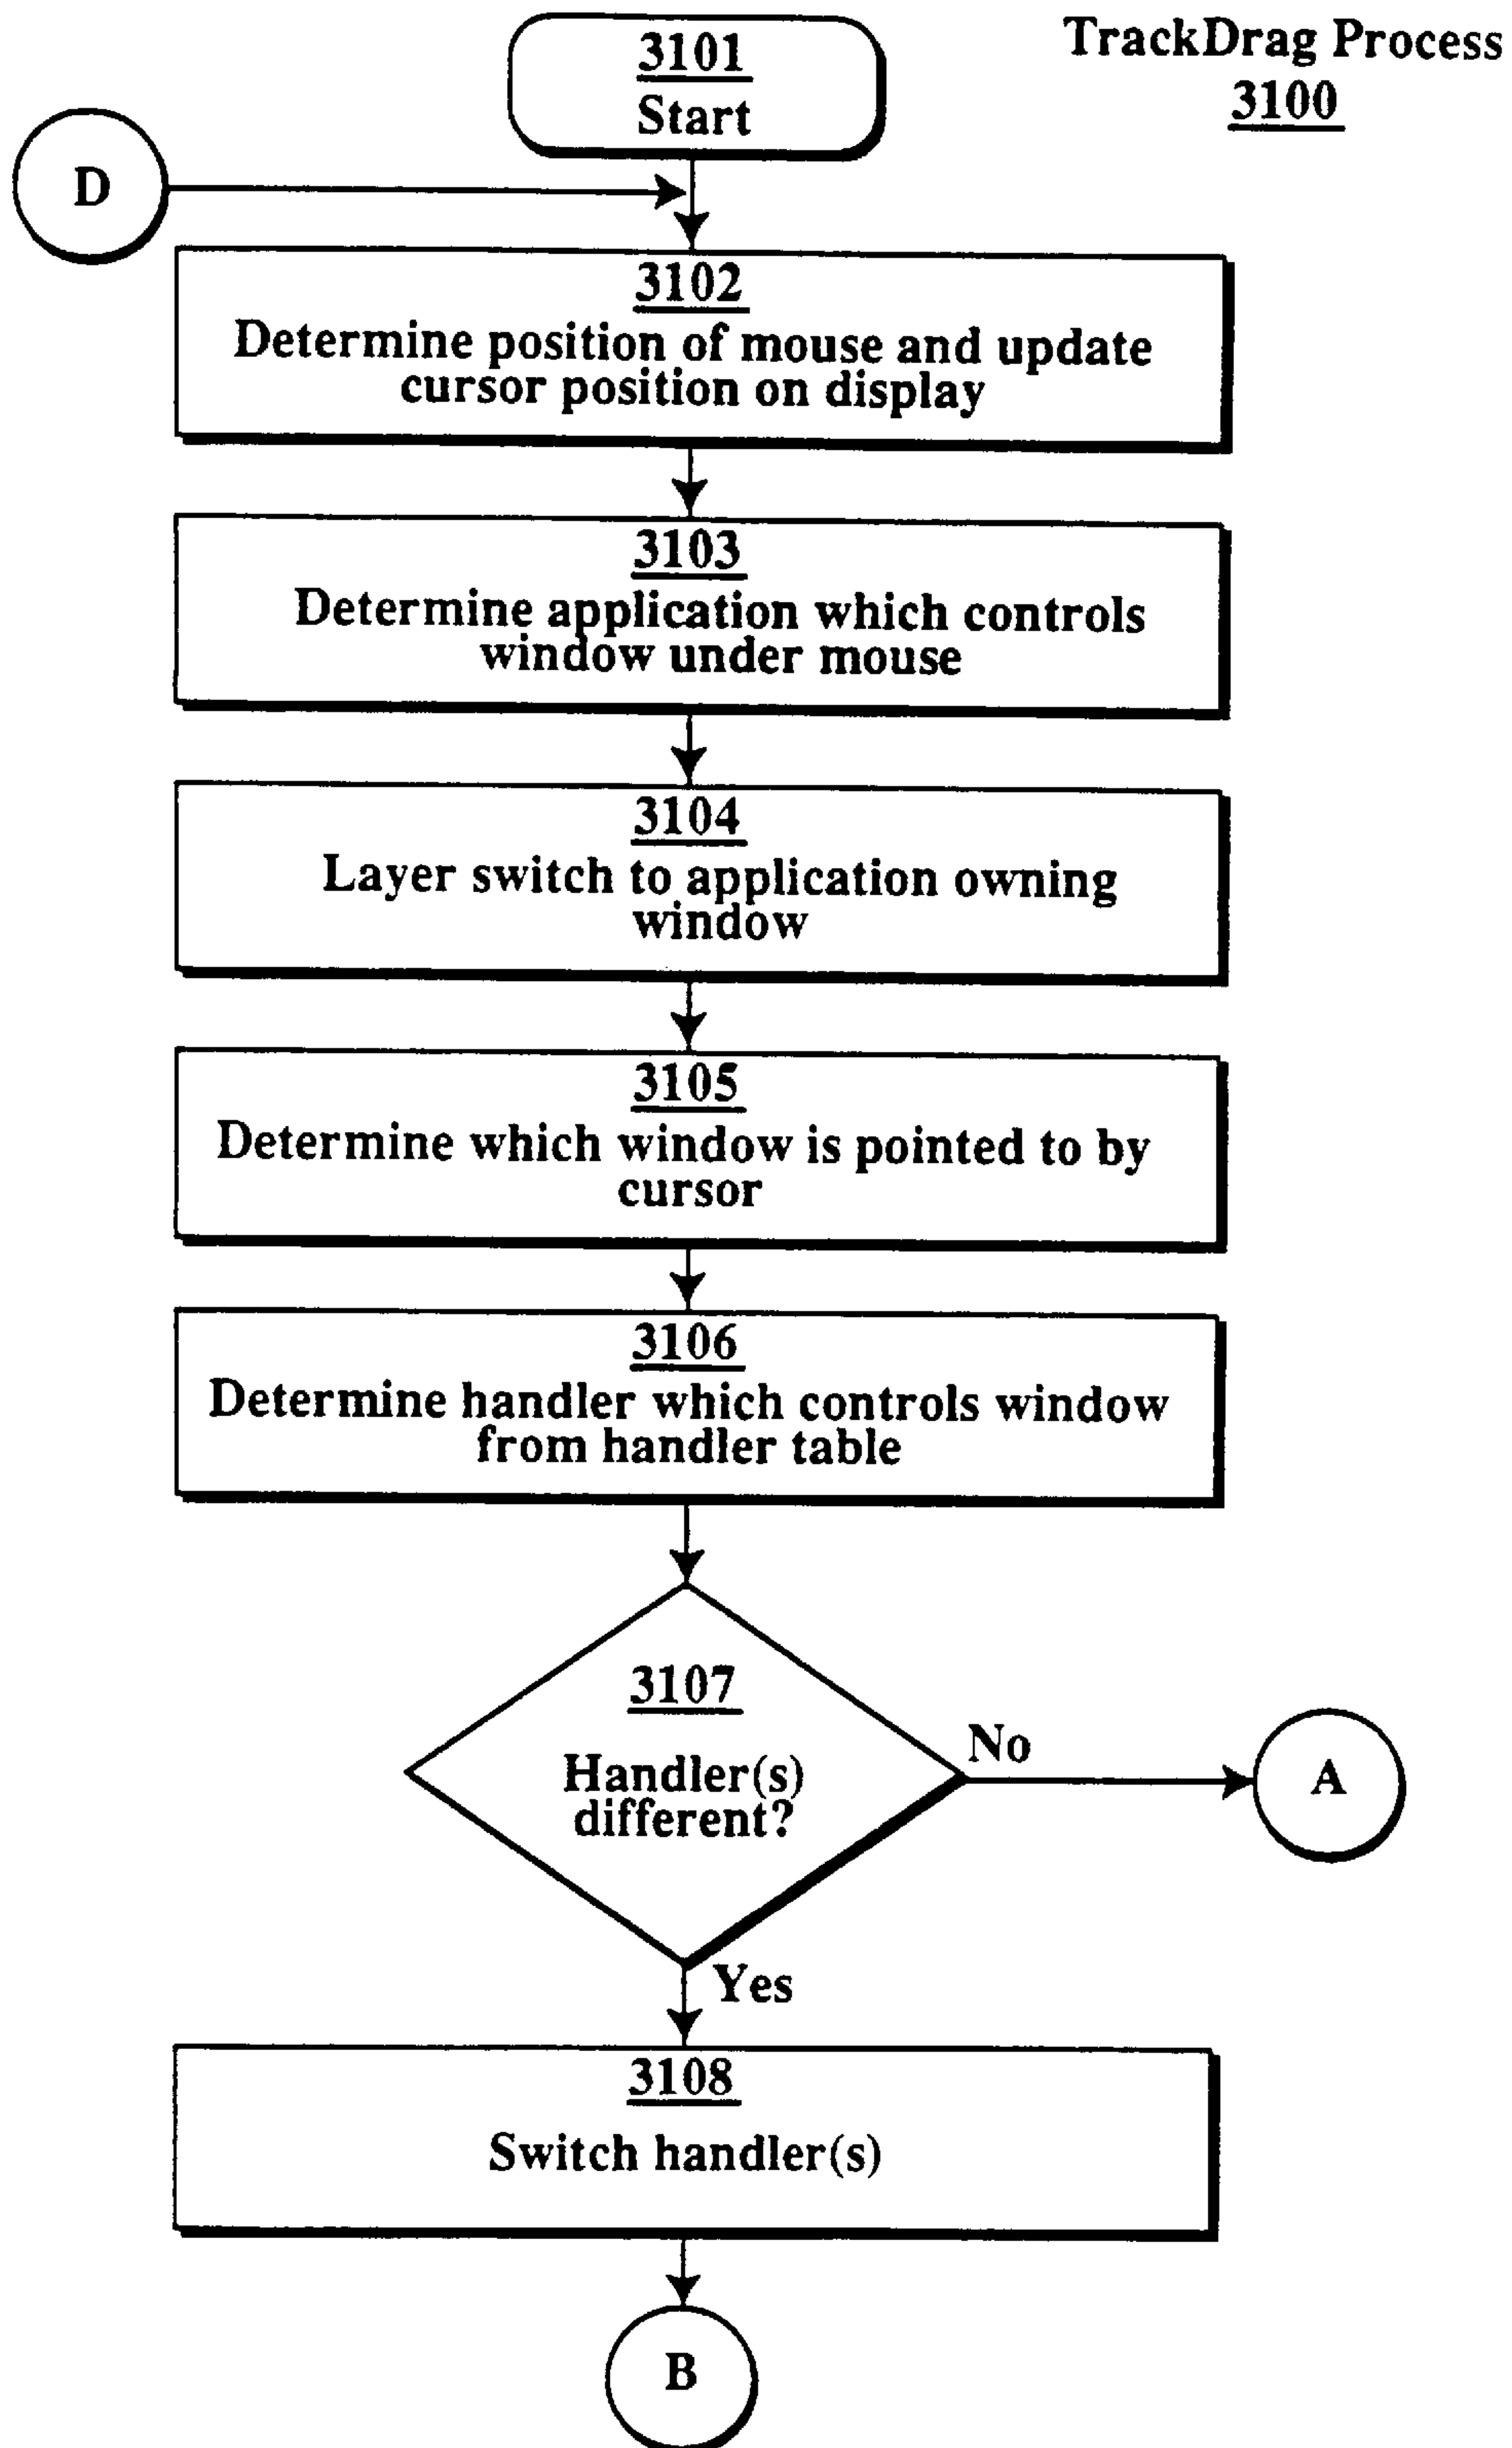 TrackDrag Process
3100
3101
Start
D
3102
Determine position of mouse and update
cursor position on display
3103
Determine application which controls
window under mouse
3104
Layer switch to application owning
window
3105
Determine which window is pointed to by
cursor
3106
Determine handler which controls window
from handler table
3107
Handler(s)
different?
No
A
Yes
3108
Switch handler(s)
B